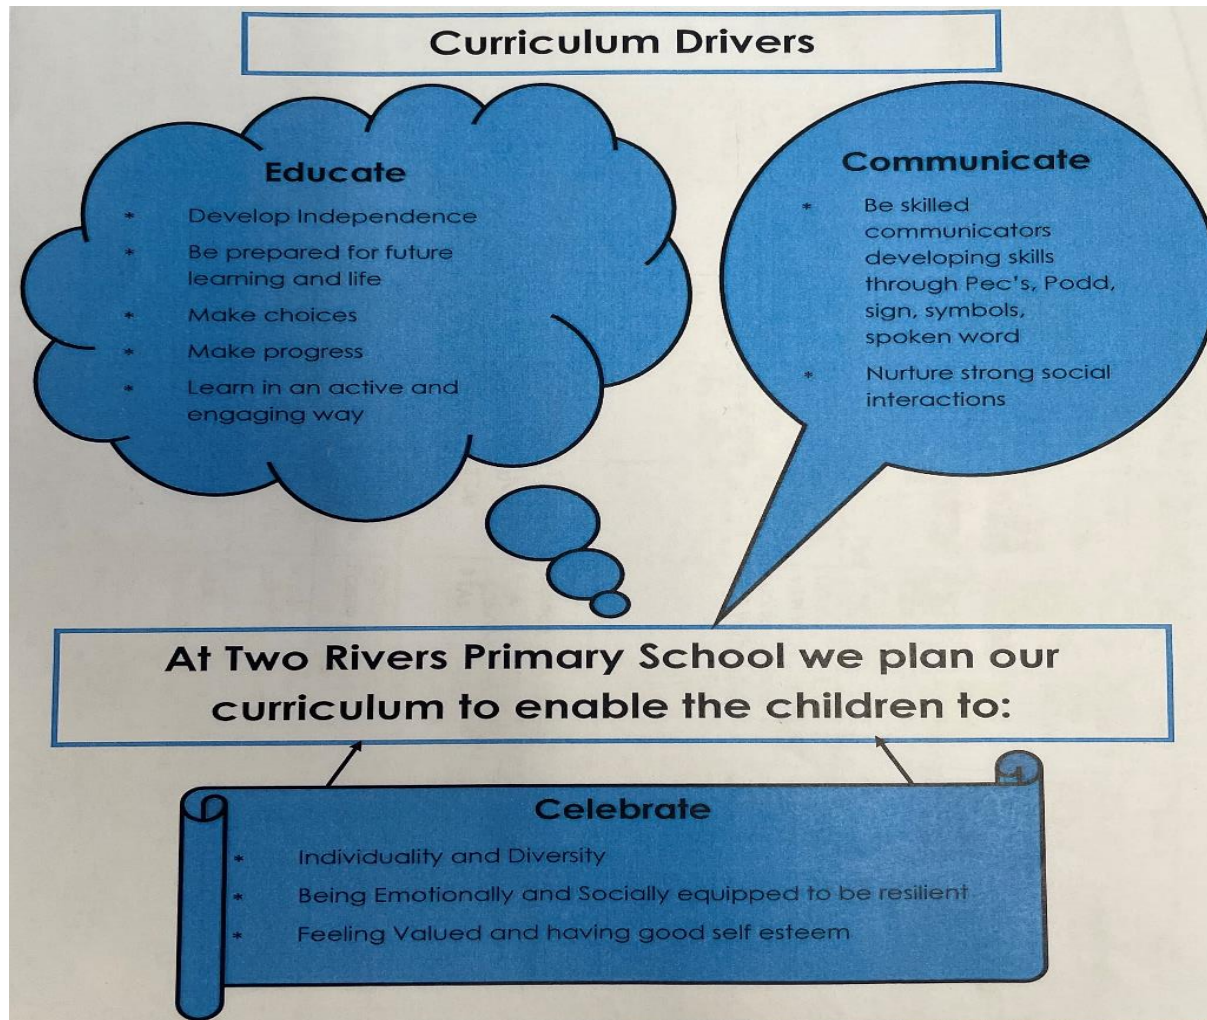 Curriculum Drivers
Educate
* Develop Independence
* Be prepared for future
learning and life
* Make choices
* Make progress
* Learn in an active and
engaging way
Communicate
* Be skilled
communicators
developing skills
through Pec's, Podd,
sign, symbols,
spoken word
* Nurture strong social
interactions
At Two Rivers Primary School we plan our
curriculum to enable the children to:
Celebrate
* Individuality and Diversity
* Being Emotionally and Socially equipped to be resilient
* Feeling Valued and having good self esteem